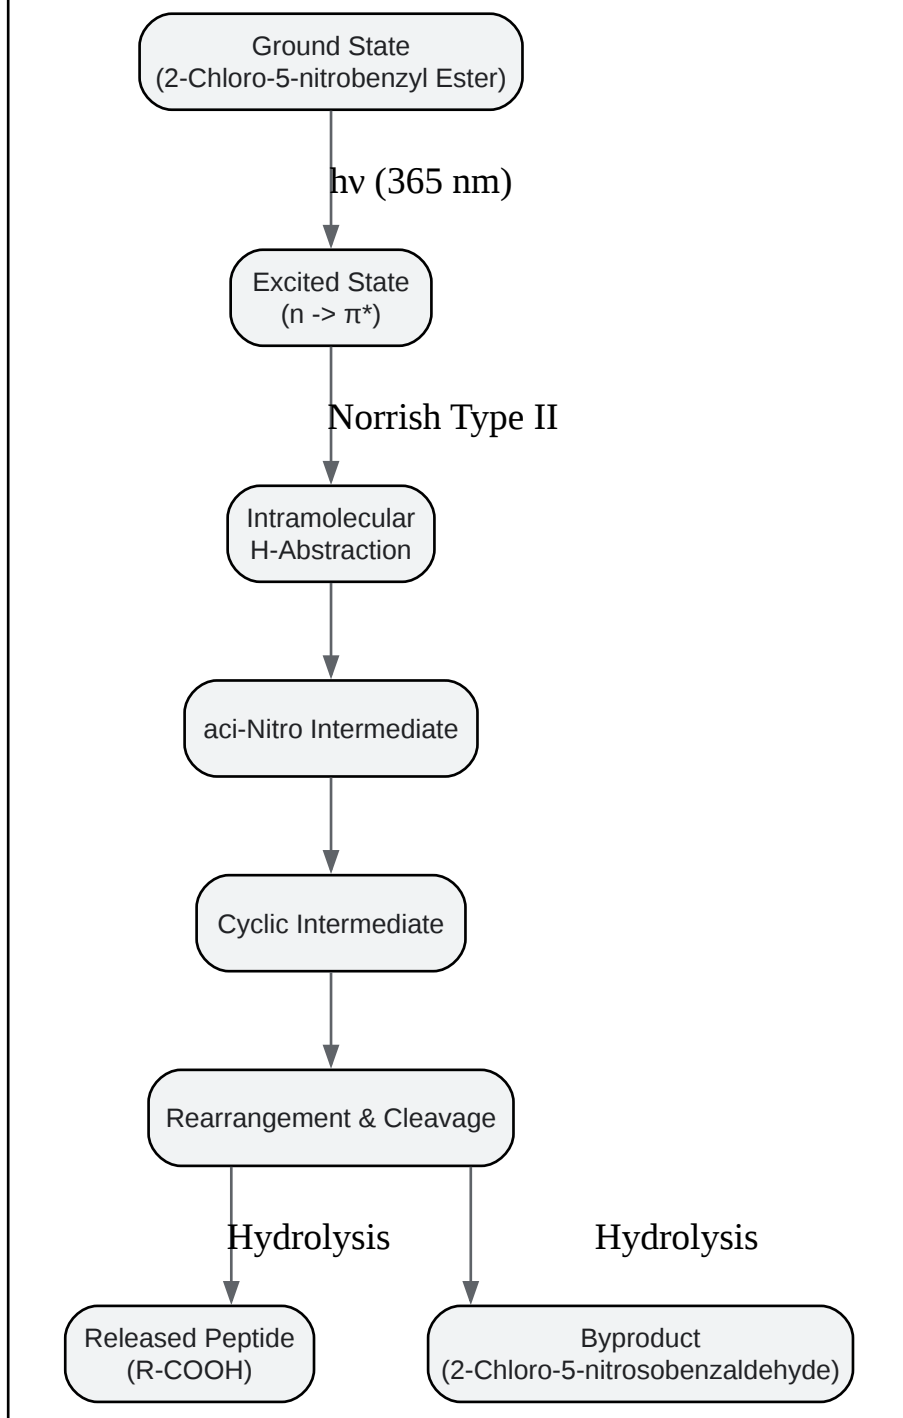 Ground State
(2-Chloro-5-nitrobenzyl Ester)
hν (365 nm)
Excited State
(n -> π*)
Norrish Type II
Intramolecular
H-Abstraction
aci-Nitro Intermediate
Cyclic Intermediate
Rearrangement & Cleavage
Hydrolysis
Hydrolysis
Released Peptide
(R-COOH)
Byproduct
(2-Chloro-5-nitrosobenzaldehyde)